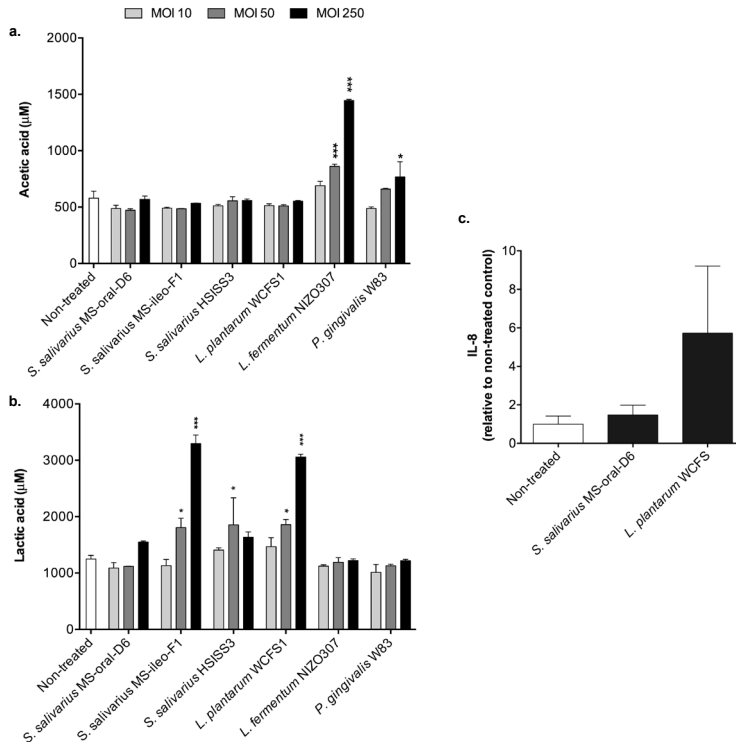 MOI 10 MOI 50 MOI 250
a.
2000
1500
1000
500
0
Acetic acid (µM)
***
***
*
Non-treated
S. salivarius MS-oral-D6
S. salivarius MS-ileo-F1
S. salivarius HSISS3
L. plantarum WCFS1
L. fermentum NIZO307
P. gingivalis W83
b.
4000
3000
2000
1000
0
Lactic acid (µM)
*
***
*
*
***
Non-treated
S. salivarius MS-oral-D6
S. salivarius MS-ileo-F1
S. salivarius HSISS3
L. plantarum WCFS1
L. fermentum NIZO307
P. gingivalis W83
c.
10
8
6
4
2
0
IL-8
(relative to non-treated control)
Non-treated
S. salivarius MS-oral-D6
L. plantarum WCFS